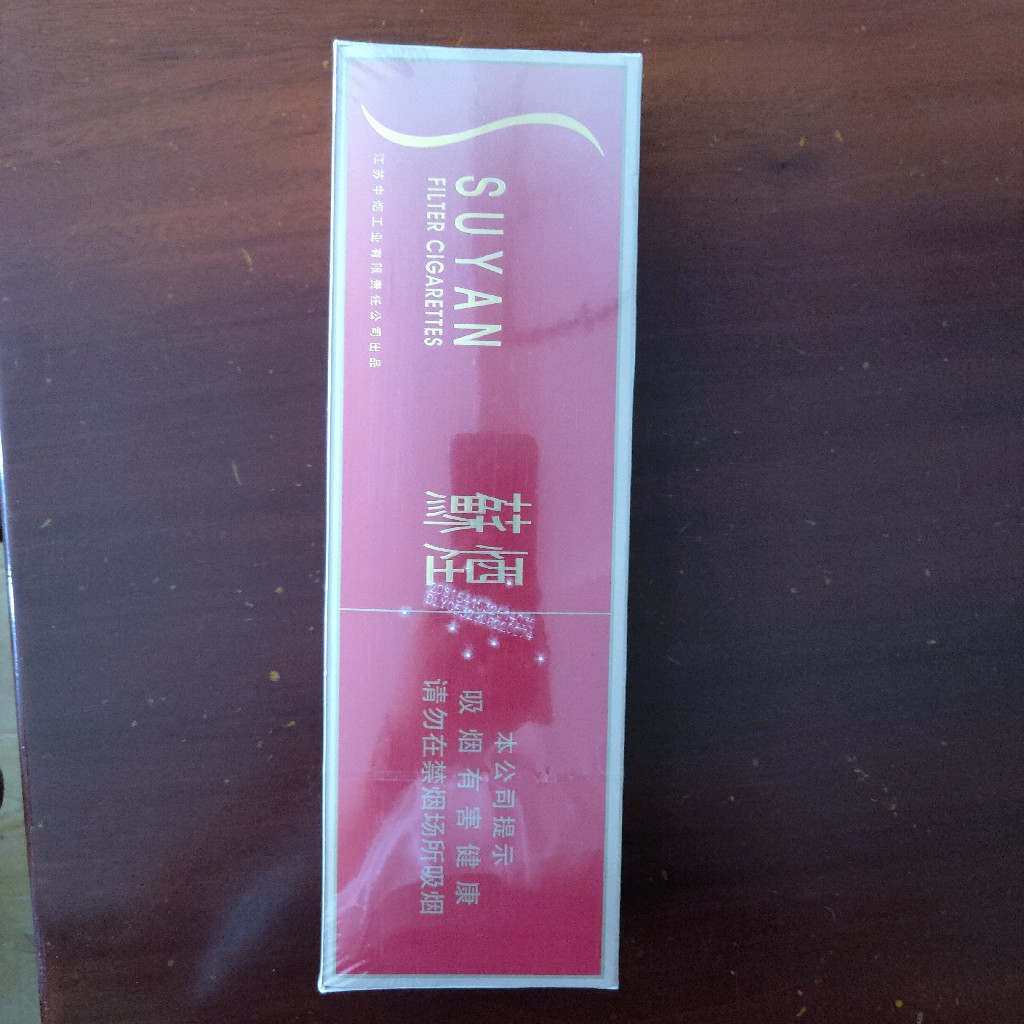 SUYAN
FILTER CIGARETTES
江苏中烟工业有限责任公司出品
蘇烟
本公司提示
吸烟有害健康
请勿在禁烟场所吸烟